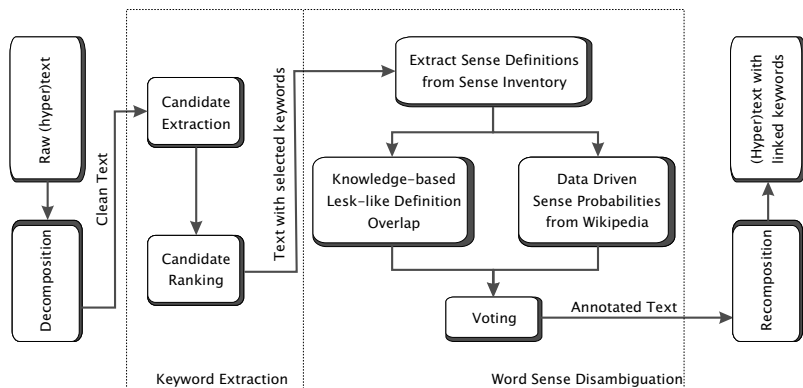 Raw (hyper)text
Decomposition
Clean Text
Candidate
Extraction
Candidate
Ranking
Keyword Extraction
Text with selected keywords
Extract Sense Definitions
from Sense Inventory
Knowledge-based
Lesk-like Definition
Overlap
Data Driven
Sense Probabilities
from Wikipedia
Voting
Word Sense Disambiguation
Annotated Text
Recomposition
(Hyper)text with
linked keywords